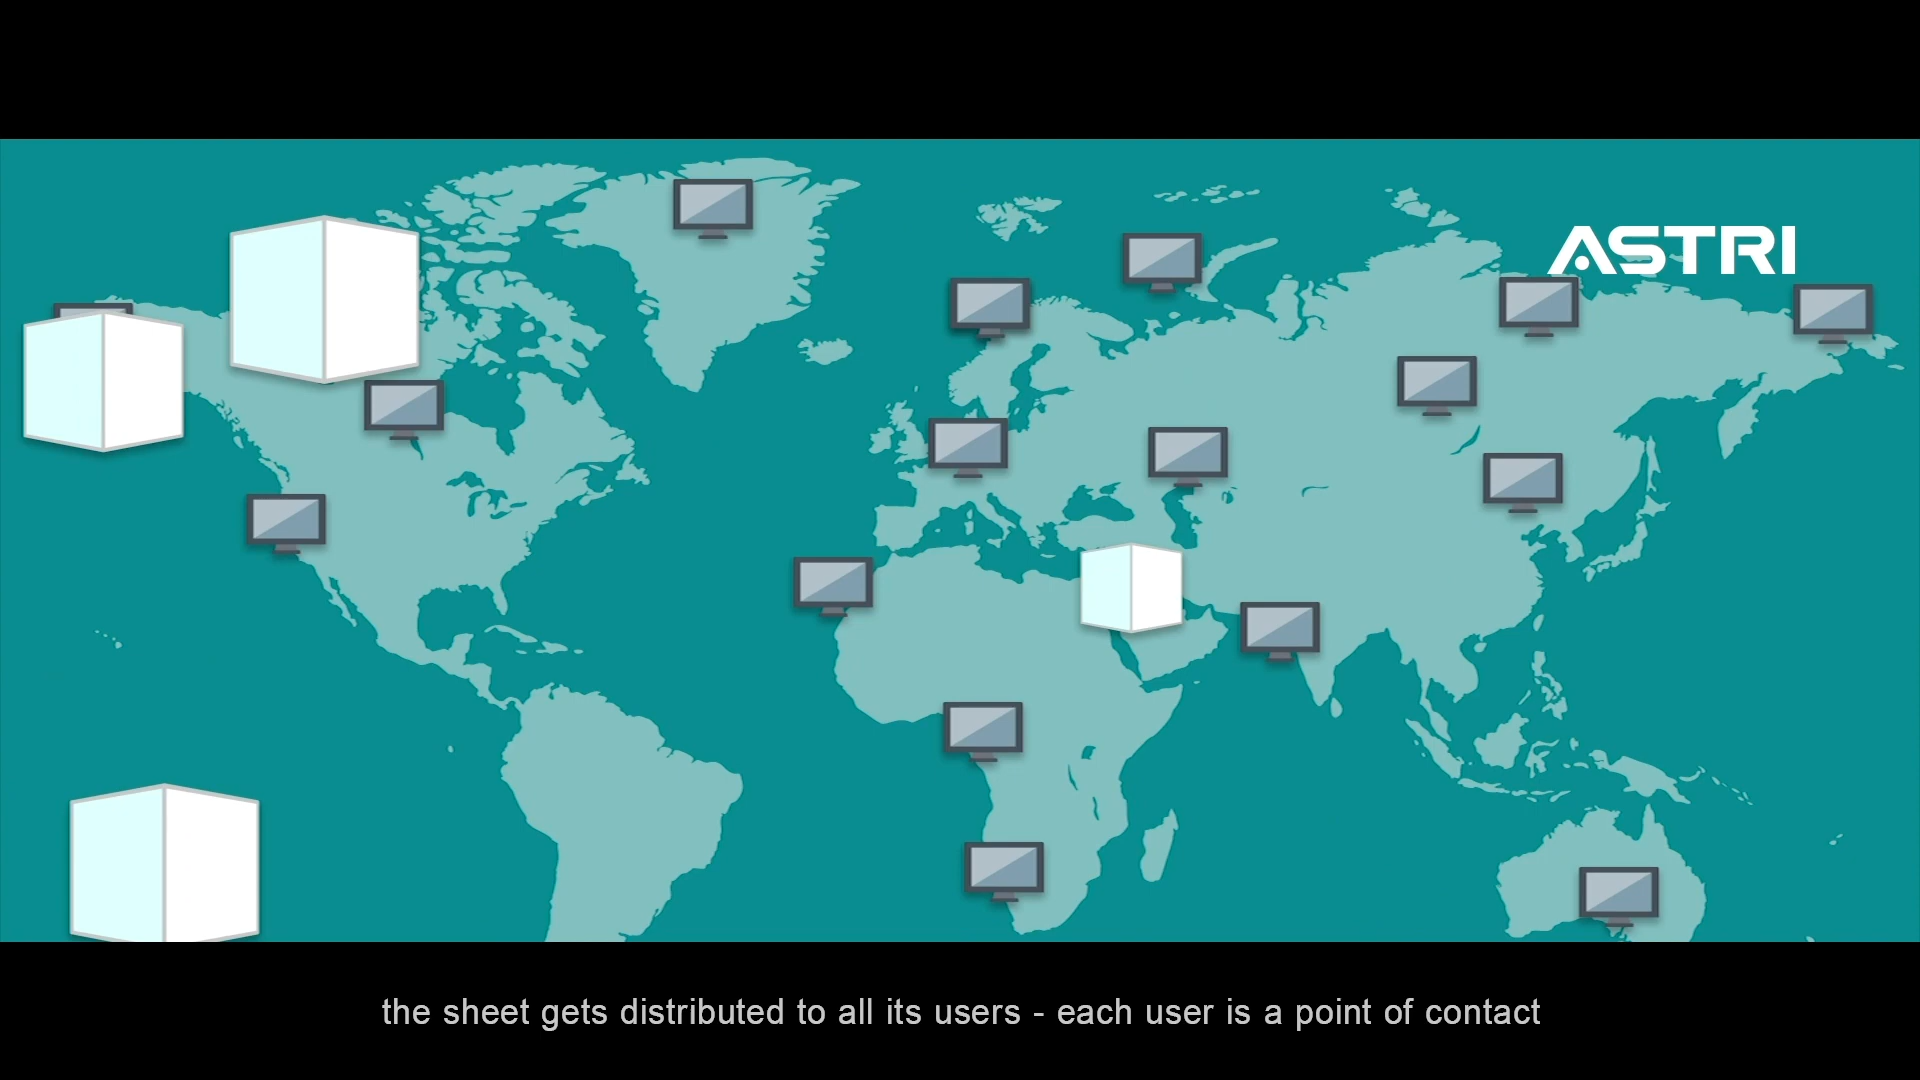 ASTRI
the sheet gets distributed to all its users - each user is a point of contact